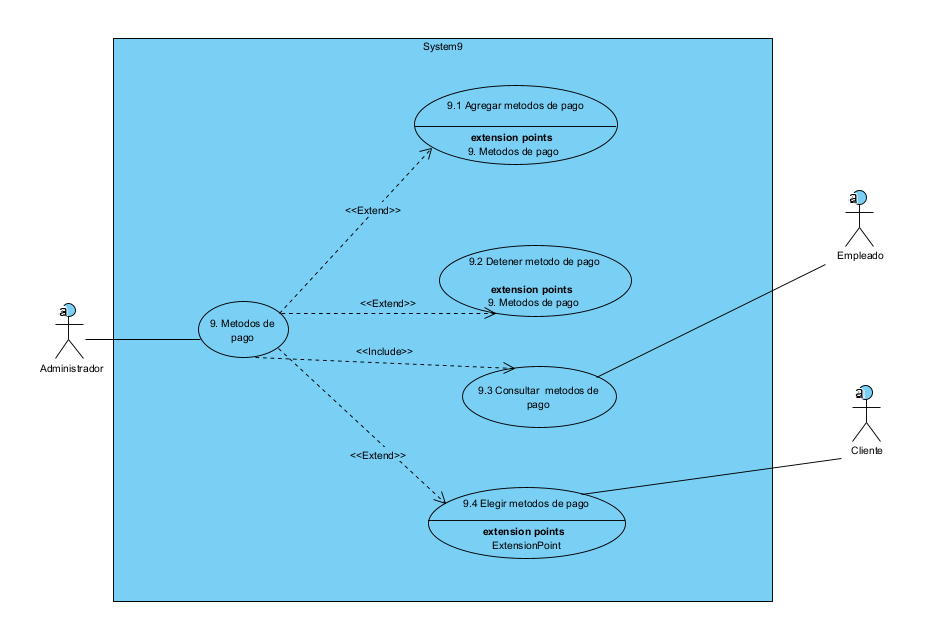 System9
9.1 Agregar metodos de pago
extension points
9. Metodos de pago
<<Extend>>
Empleado
9.2 Detener metodo de pago
extension points
9. Metodos de pago
<<Extend>>
9. Metodos de
pago
Administrador
<<Include>>
9.3 Consultar metodos de
pago
Cliente
<<Extend>>
9.4 Elegir metodos de pago
extension points
ExtensionPoint
a
a
a